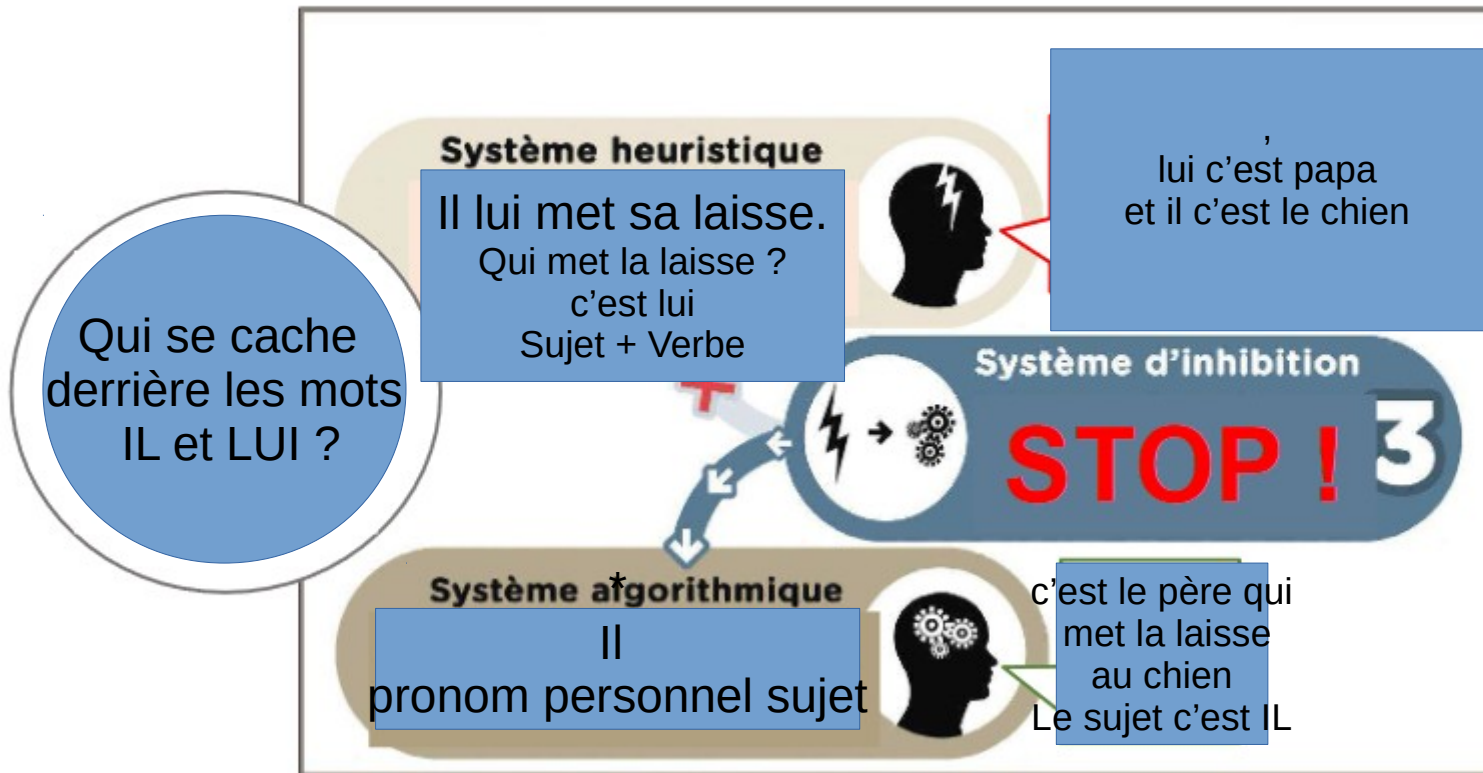 Qui se cache
derrière les mots
IL et LUI ?
Système heuristique
Il lui met sa laisse.
Qui met la laisse ?
c’est lui
Sujet + Verbe
,
lui c’est papa
et il c’est le chien
Système d’inhibition
STOP !
3
Système algorithmique
*
Il
pronom personnel sujet
c’est le père qui
met la laisse
au chien
Le sujet c’est IL